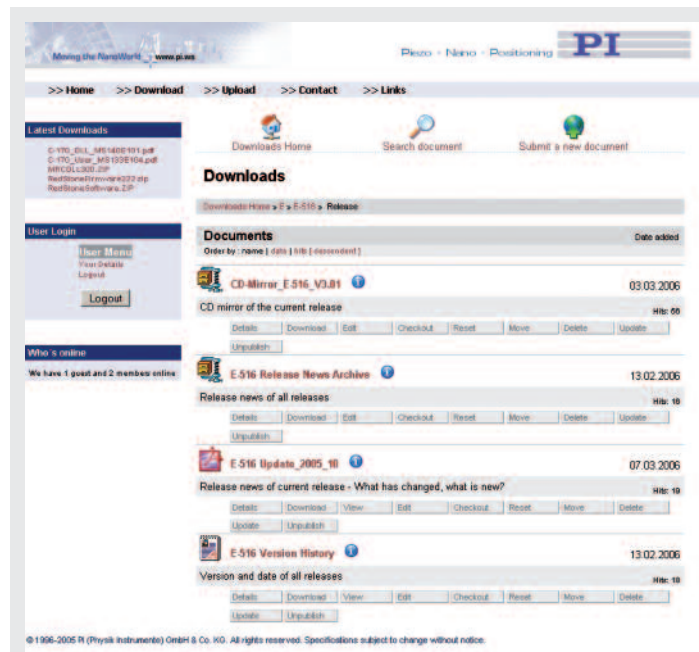 Moving the NanoWorld www.pi.ws
Piezo · Nano · Positioning PI
>> Home >> Download >> Upload >> Contact >> Links
Latest Downloads
C-170_User_MS133E104.pdf
RedStoneFirmware222.zip
RedStoneSoftware.ZIP
Downloads Home Search document Submit a new document
Downloads
Downloads Home » E » E-516 » Release
User Login
User Menu
Your Details
Logout
Logout
Who's online
We have 1 guest and 2 members online
Documents Date added
Order by : name | date | hits [ descendent ]
CD-Mirror_E-516_V3.01 03.03.2006
CD mirror of the current release Hits:
Details Download Edit Checkout Reset Move Delete Update
Unpublish
E-516 Release News Archive 13.02.2006
Release news of all releases Hits:
Details Download Edit Checkout Reset Move Delete Update
Unpublish
E-516 Update_2005_10 07.03.2006
Release news of current release - What has changed, what is new? Hits:
Details Download View Edit Checkout Reset Move Delete
Update Unpublish
E-516 Version History 13.02.2006
Version and date of all releases Hits:
Details Download View Edit Checkout Reset Move Delete
Update Unpublish
© 1996-2005 PI (Physik Instrumente) GmbH & Co. KG. All rights reserved. Specifications subject to change without notice.